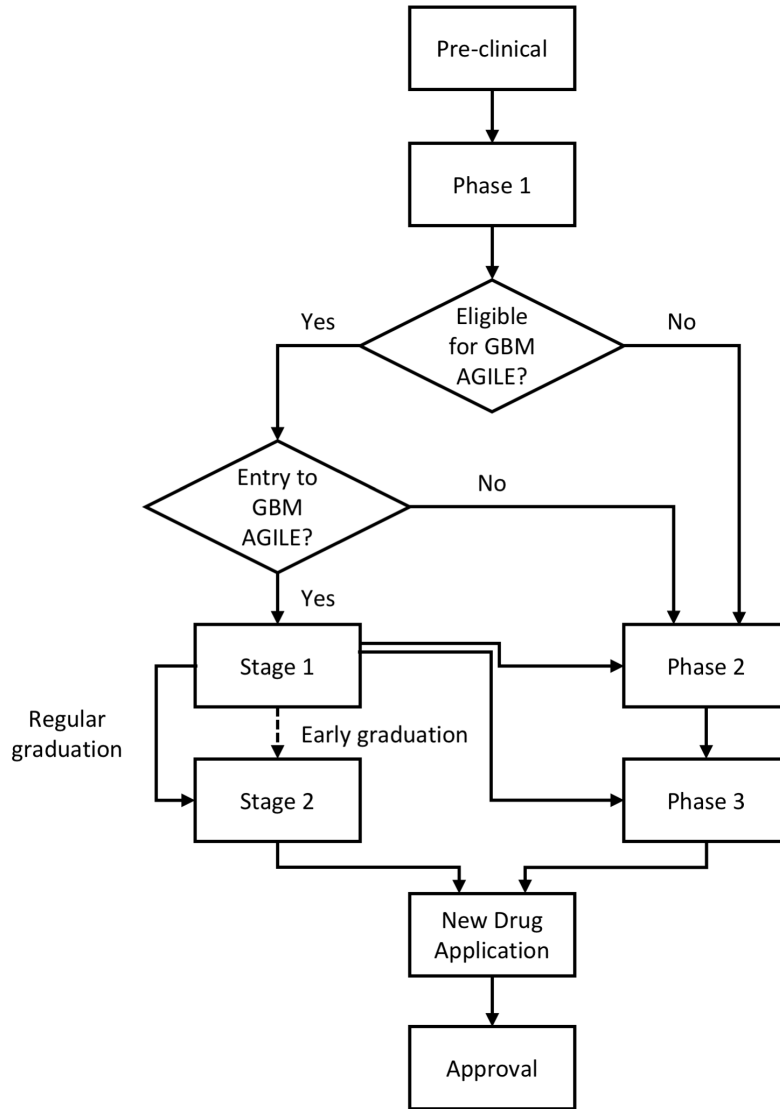 Pre-clinical
Phase 1
Yes
Eligible
for GBM
AGILE?
No
Entry to
GBM
AGILE?
No
Yes
Stage 1
Phase 2
Regular
graduation
Early graduation
Stage 2
Phase 3
New Drug
Application
Approval